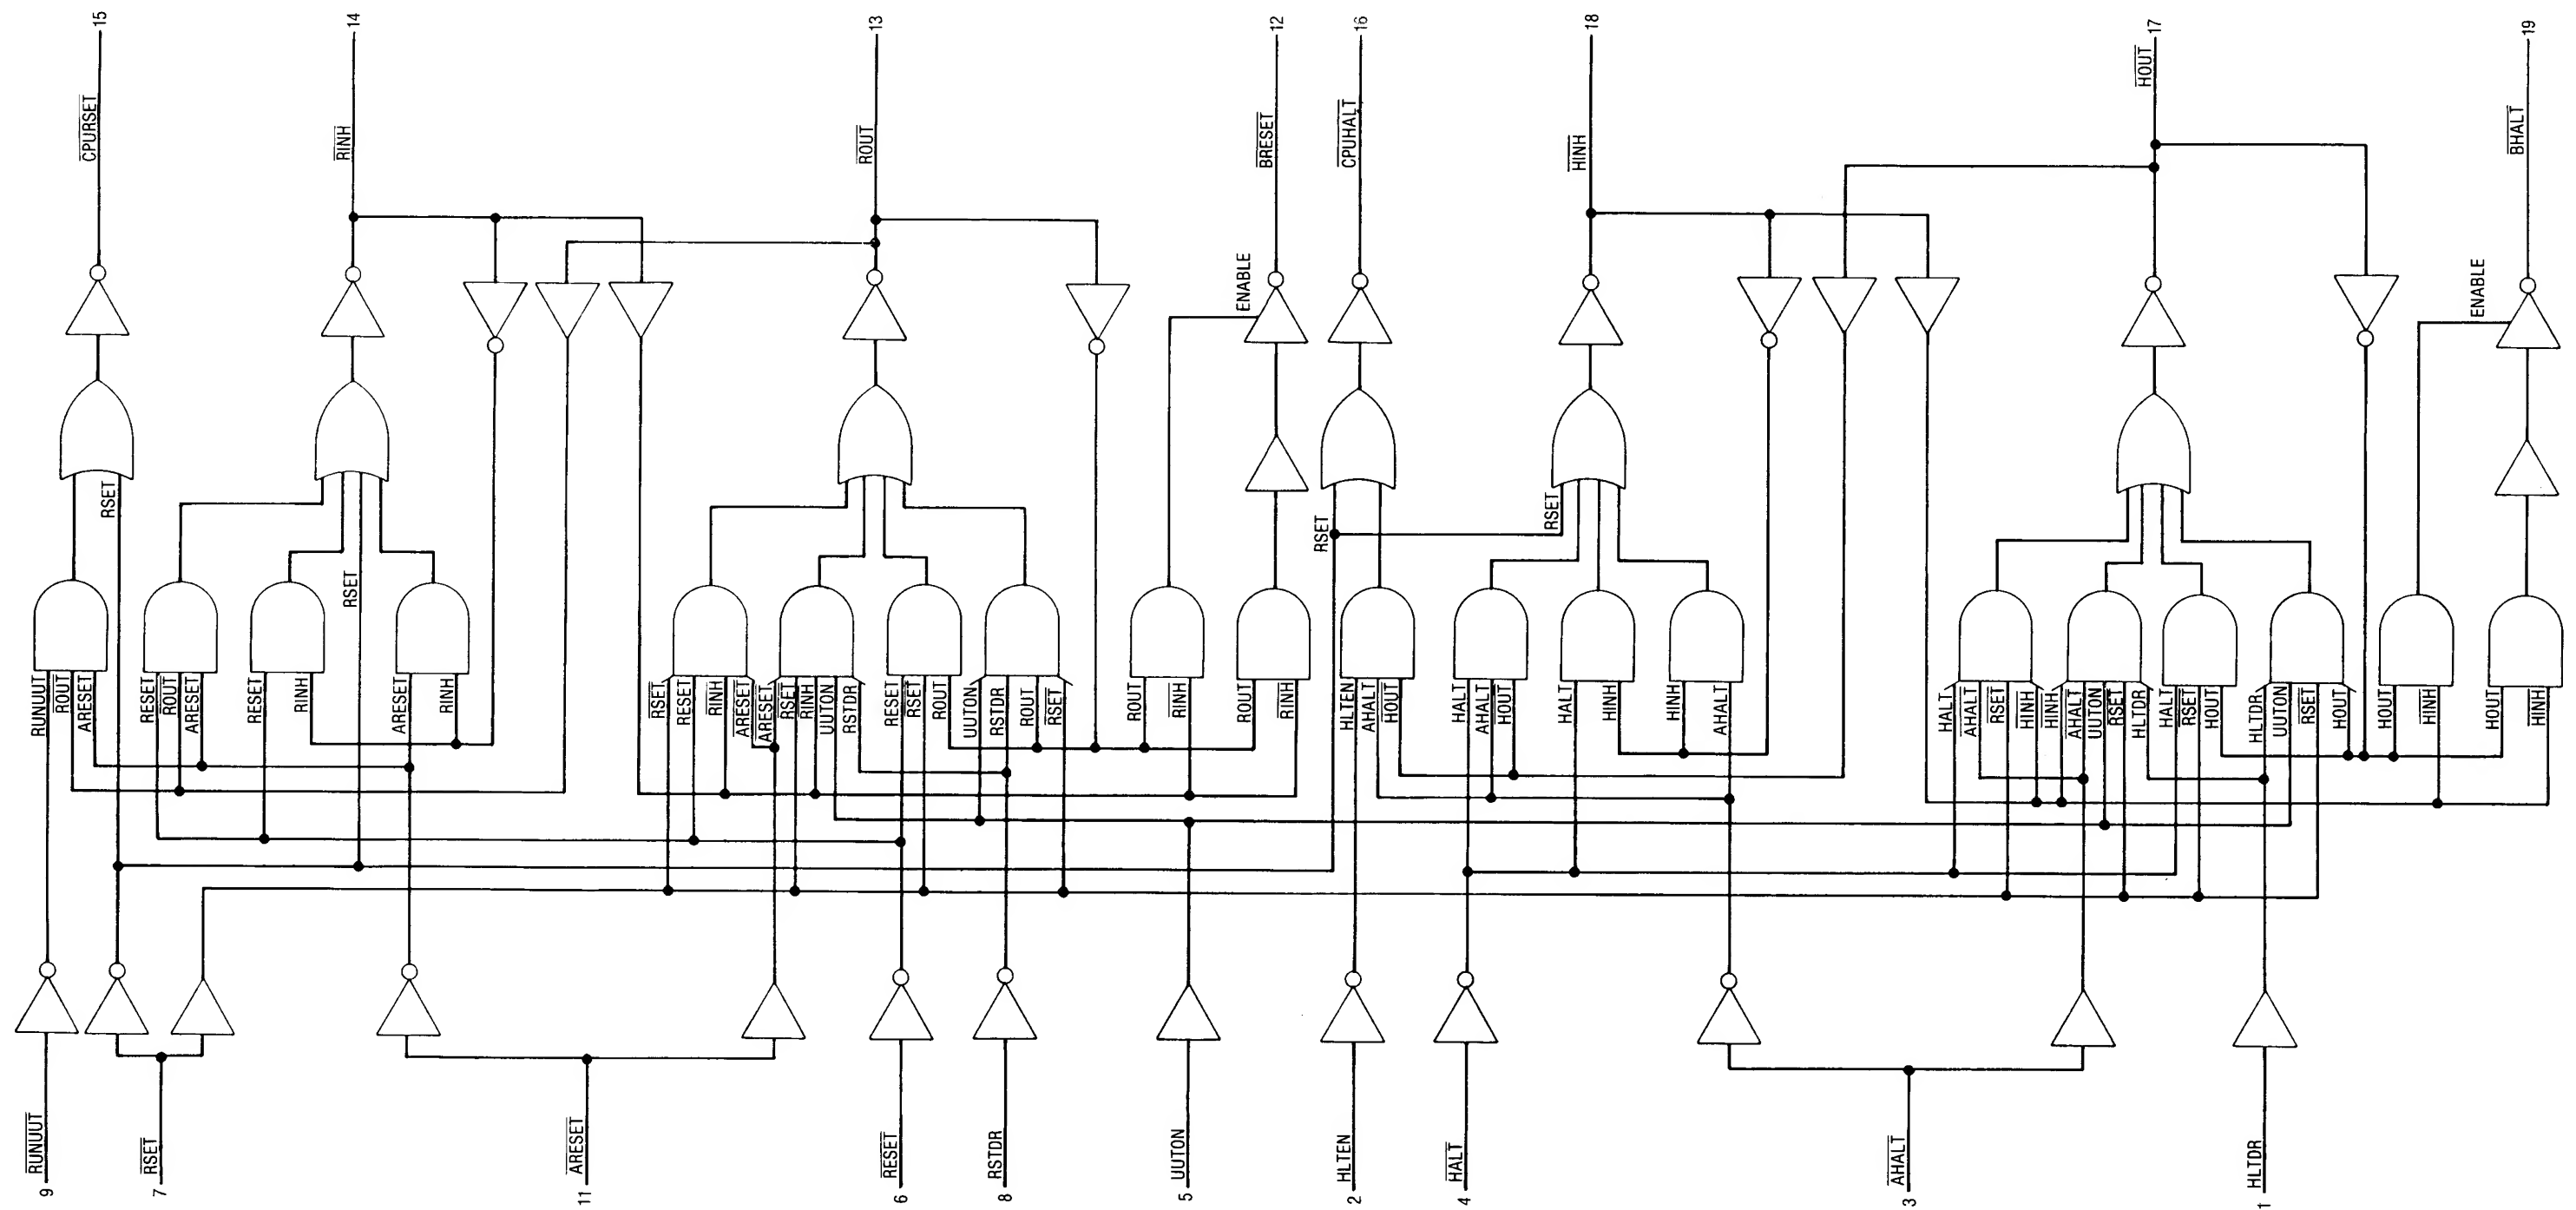 15
14
13
12
16
18
17
19
CPURSET
RINH
ROUT
BRESET
CPUHALT
HINH
HOUT
BHALT
ENABLE
ENABLE
RSET
RSET
RSET
RSET
RUNUUT
ROUT
ARESET
RESET
ROUT
ARESET
RESET
RINH
ARESET
RINH
RSET
RESET
RINH
ARESET
ARESET
RSET
RINH
UUTON
RSTDR
RESET
RSET
ROUT
UUTON
RSTDR
ROUT
RSET
ROUT
RINH
ROUT
RINH
HLTEN
AHALT
HOUT
HALT
AHALT
HOUT
HALT
HINH
HINH
AHALT
HALT
AHALT
RSET
HINH
HINH
AHALT
UUTON
RSET
HLTDR
HALT
RSET
HOUT
HLTDR
UUTON
RSET
HOUT
HOUT
HINH
HOUT
HINH
RUNUUT
RSET
ARESET
RESET
RSTDR
UUTON
HLTEN
HALT
AHALT
HLTDR
9
7
11
6
8
5
2
4
3
1